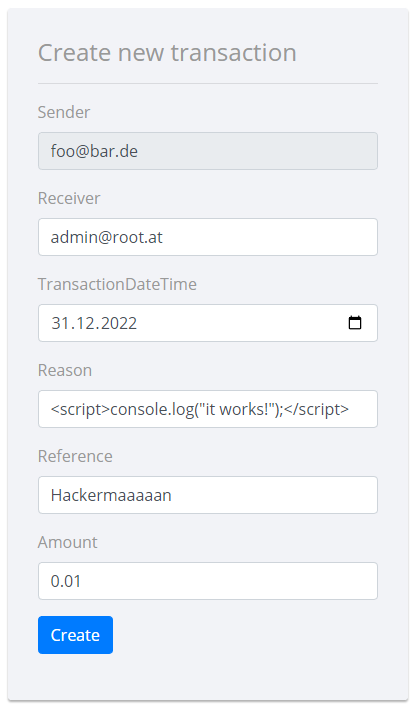 Create new transaction
Sender
foo@bar.de
Receiver
admin@root.at
TransactionDateTime
31.12.2022
Reason
<script>console.log("it works!");</script>
Reference
Hackermaaaaan
Amount
0.01
Create